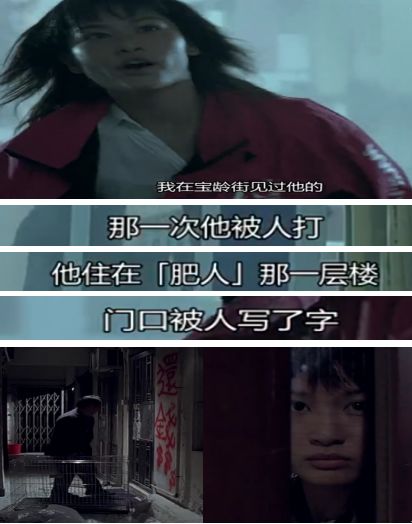 我在宝龄街见过他的
那一次他被人打
他住在「肥人」那一层楼
门口被人写了字
還
錢